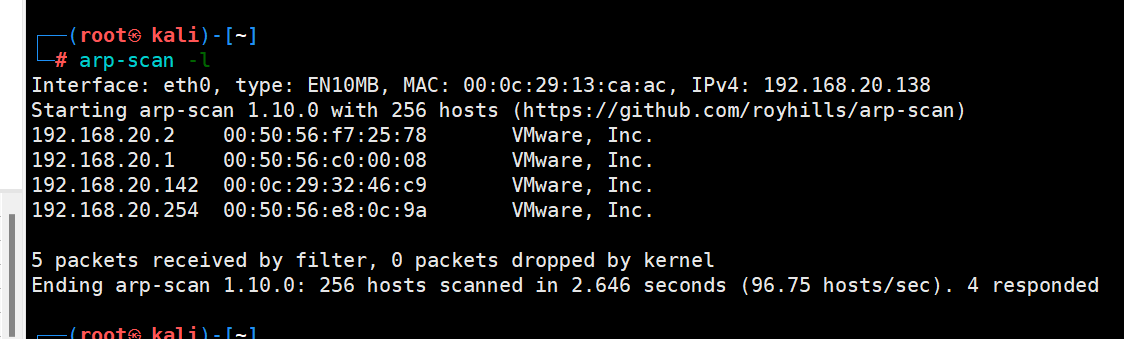 ┌──(root㉿ kali)-[~]
└─# arp-scan -l
Interface: eth0, type: EN10MB, MAC: 00:0c:29:13:ca:ac, IPv4: 192.168.20.138
Starting arp-scan 1.10.0 with 256 hosts (https://github.com/royhills/arp-scan)
192.168.20.2    00:50:56:f7:25:78       VMware, Inc.
192.168.20.1    00:50:56:c0:00:08       VMware, Inc.
192.168.20.142  00:0c:29:32:46:c9       VMware, Inc.
192.168.20.254  00:50:56:e8:0c:9a       VMware, Inc.

5 packets received by filter, 0 packets dropped by kernel
Ending arp-scan 1.10.0: 256 hosts scanned in 2.646 seconds (96.75 hosts/sec). 4 responded

┌──(root㉿ kali)-[~]